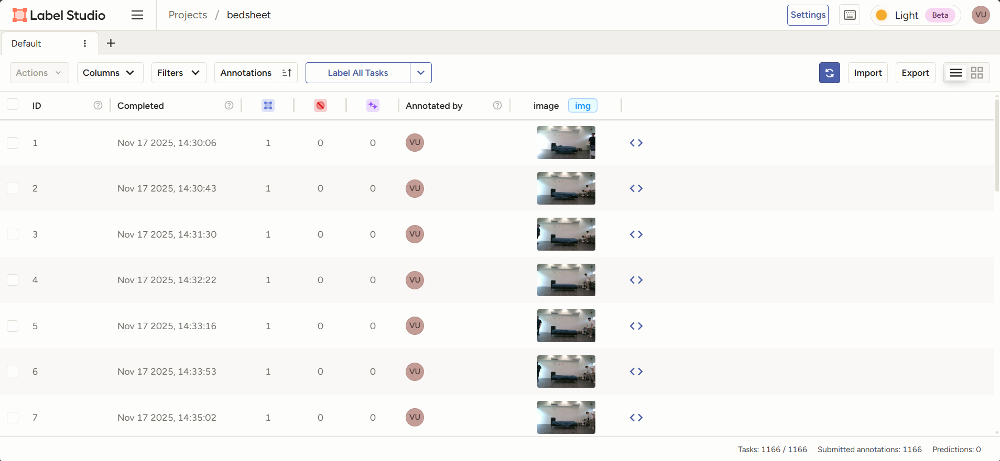 Label Studio
Projects / bedsheet
Settings
Light Beta
VU
Default
Actions
Columns
Filters
Annotations
Label All Tasks
Import
Export
ID
Completed
Annotated by
image img
1 Nov 17 2025, 14:30:06 1 0 0 VU
2 Nov 17 2025, 14:30:43 1 0 0 VU
3 Nov 17 2025, 14:31:30 1 0 0 VU
4 Nov 17 2025, 14:32:22 1 0 0 VU
5 Nov 17 2025, 14:33:16 1 0 0 VU
6 Nov 17 2025, 14:33:53 1 0 0 VU
7 Nov 17 2025, 14:35:02 1 0 0 VU
Tasks: 1166 / 1166 Submitted annotations: 1166 Predictions: 0